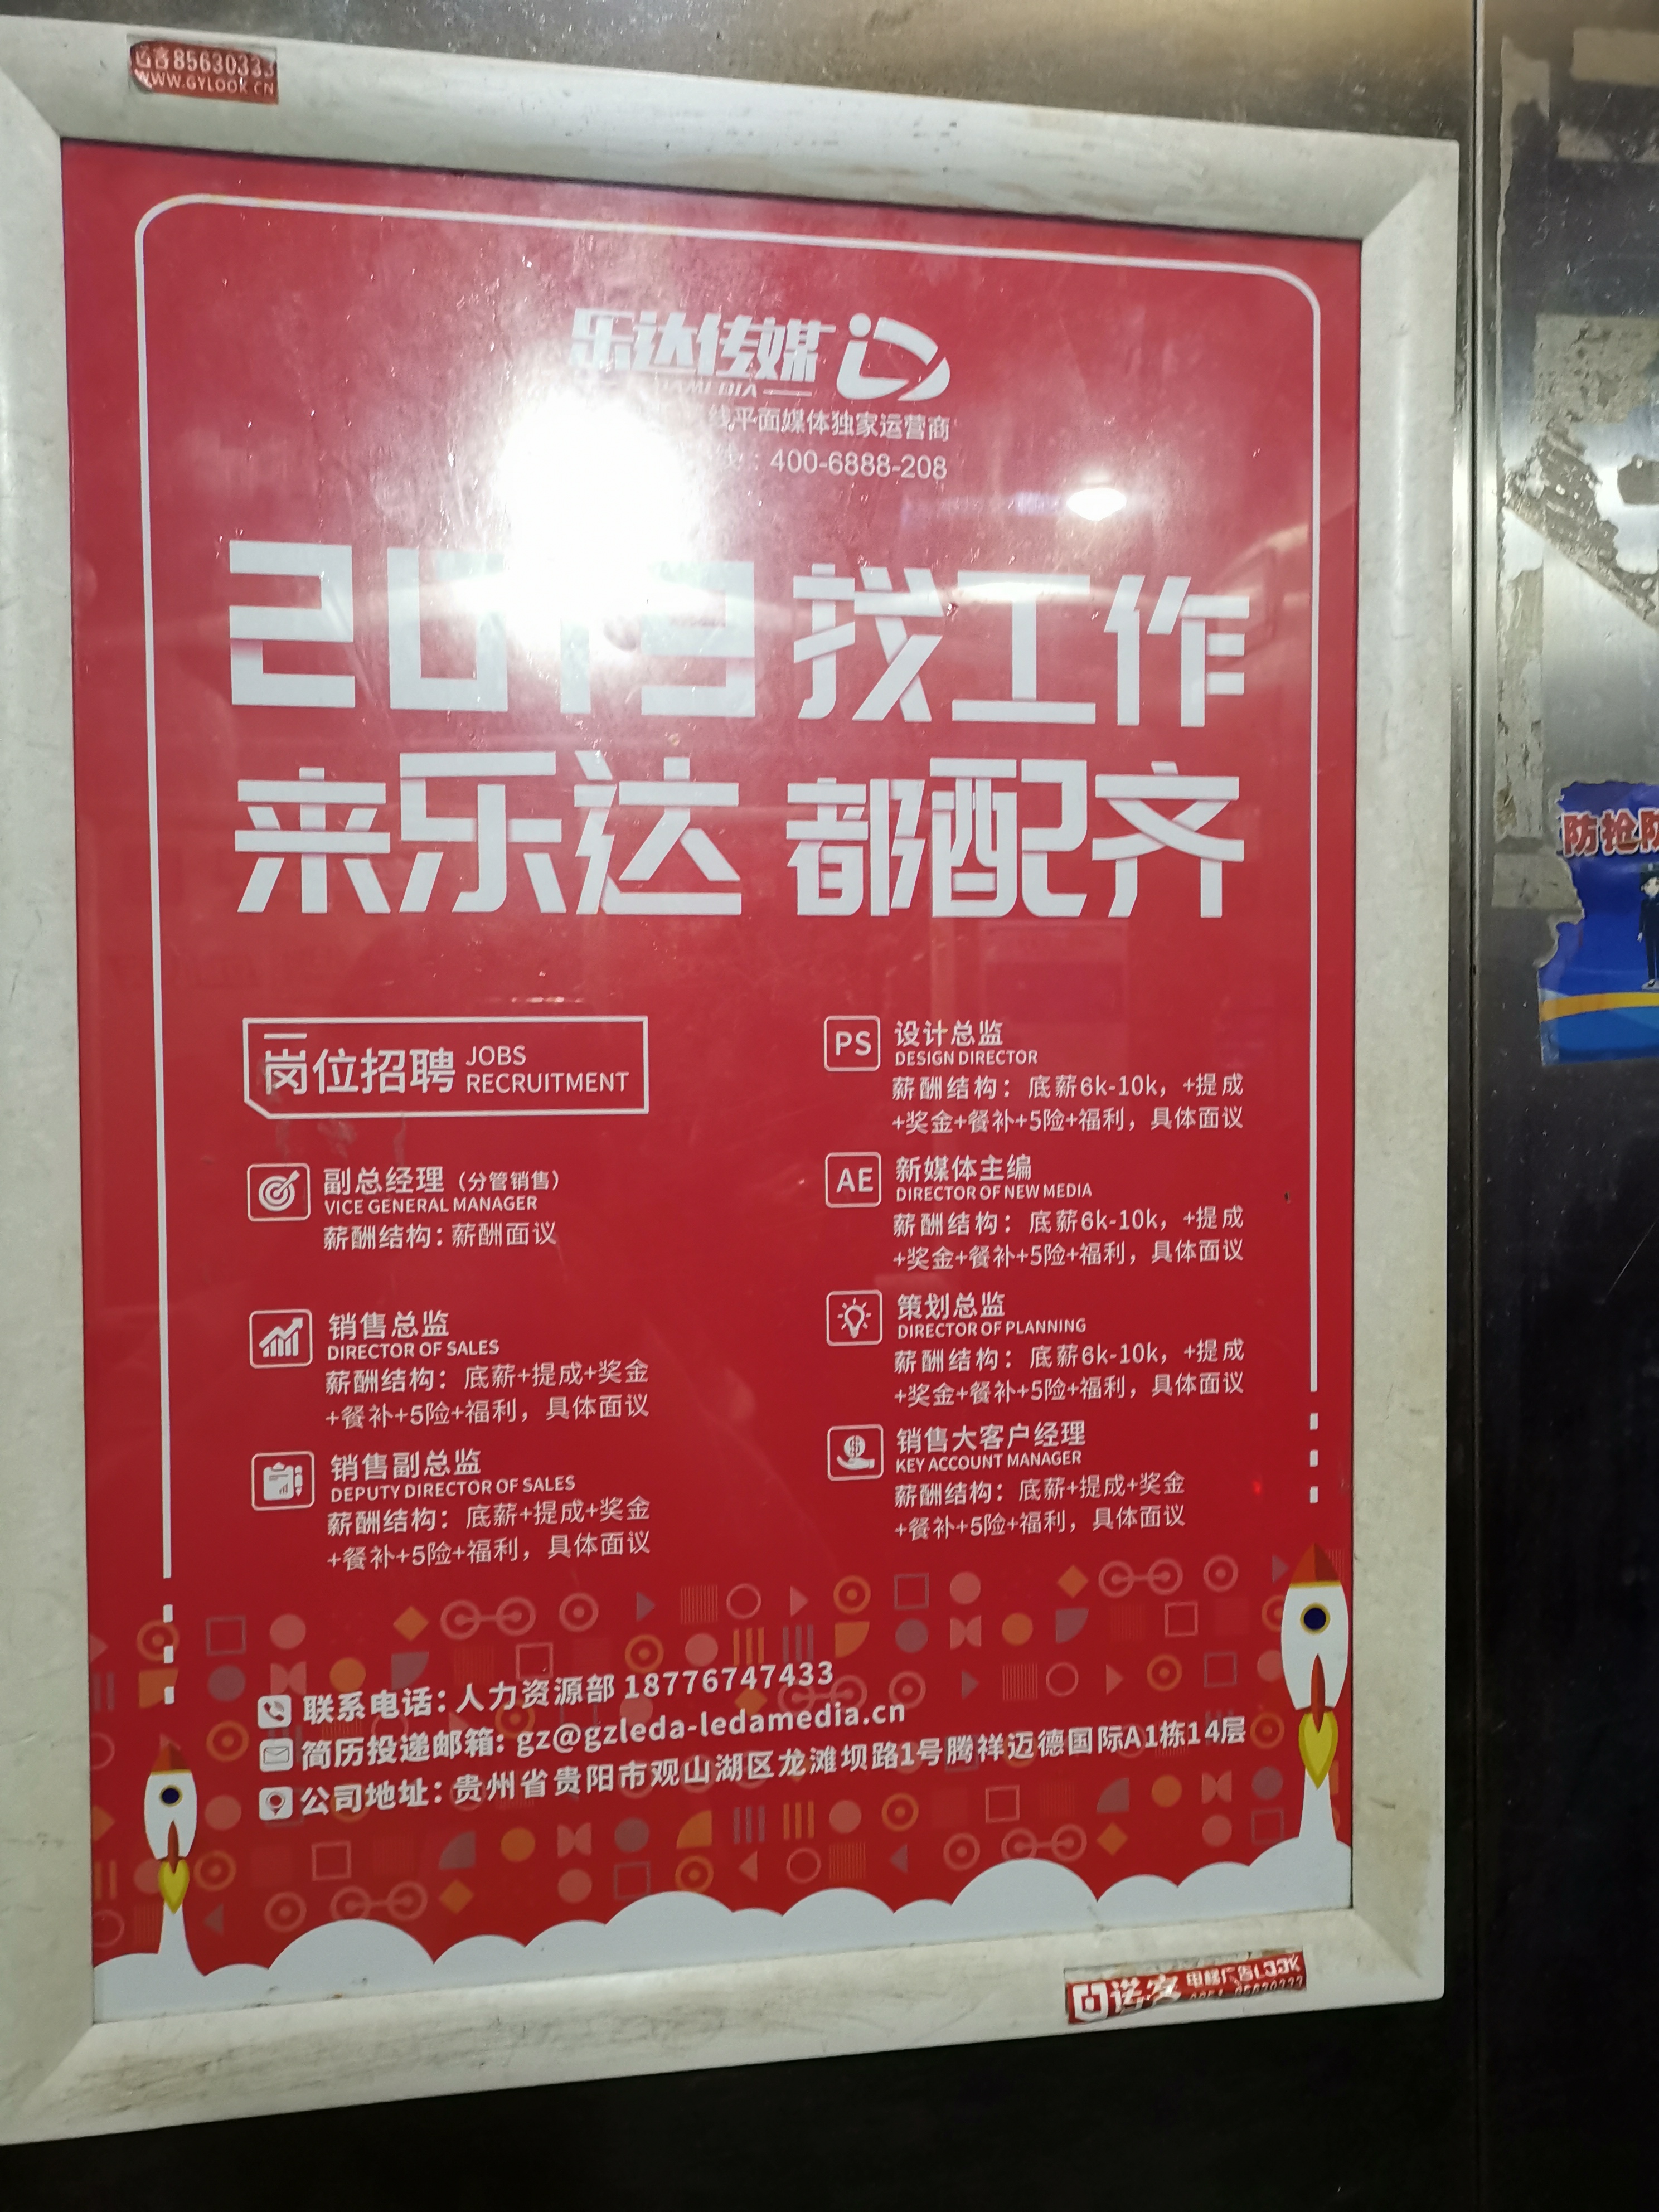 85630333
WWW.GYLOOK.CN
乐达传媒
线平面媒体独家运营商
: 400-6888-208
2019 找工作
来乐达 都配齐
岗位招聘 JOBS RECRUITMENT
副总经理（分管销售）
VICE GENERAL MANAGER
薪酬结构：薪酬面议
销售总监
DIRECTOR OF SALES
薪酬结构：底薪+提成+奖金
+餐补+5险+福利，具体面议
销售副总监
DEPUTY DIRECTOR OF SALES
薪酬结构：底薪+提成+奖金
+餐补+5险+福利，具体面议
PS 设计总监
DESIGN DIRECTOR
薪酬结构：底薪6k-10k，+提成
+奖金+餐补+5险+福利，具体面议
AE 新媒体主编
DIRECTOR OF NEW MEDIA
薪酬结构：底薪6k-10k，+提成
+奖金+餐补+5险+福利，具体面议
策划总监
DIRECTOR OF PLANNING
薪酬结构：底薪6k-10k，+提成
+奖金+餐补+5险+福利，具体面议
销售大客户经理
KEY ACCOUNT MANAGER
薪酬结构：底薪+提成+奖金
+餐补+5险+福利，具体面议
联系电话：人力资源部 18776747433
简历投递邮箱：gz@gzleda-ledamedia.cn
公司地址：贵州省贵阳市观山湖区龙滩坝路1号腾祥迈德国际A1栋14层
电梯广告
防抢防